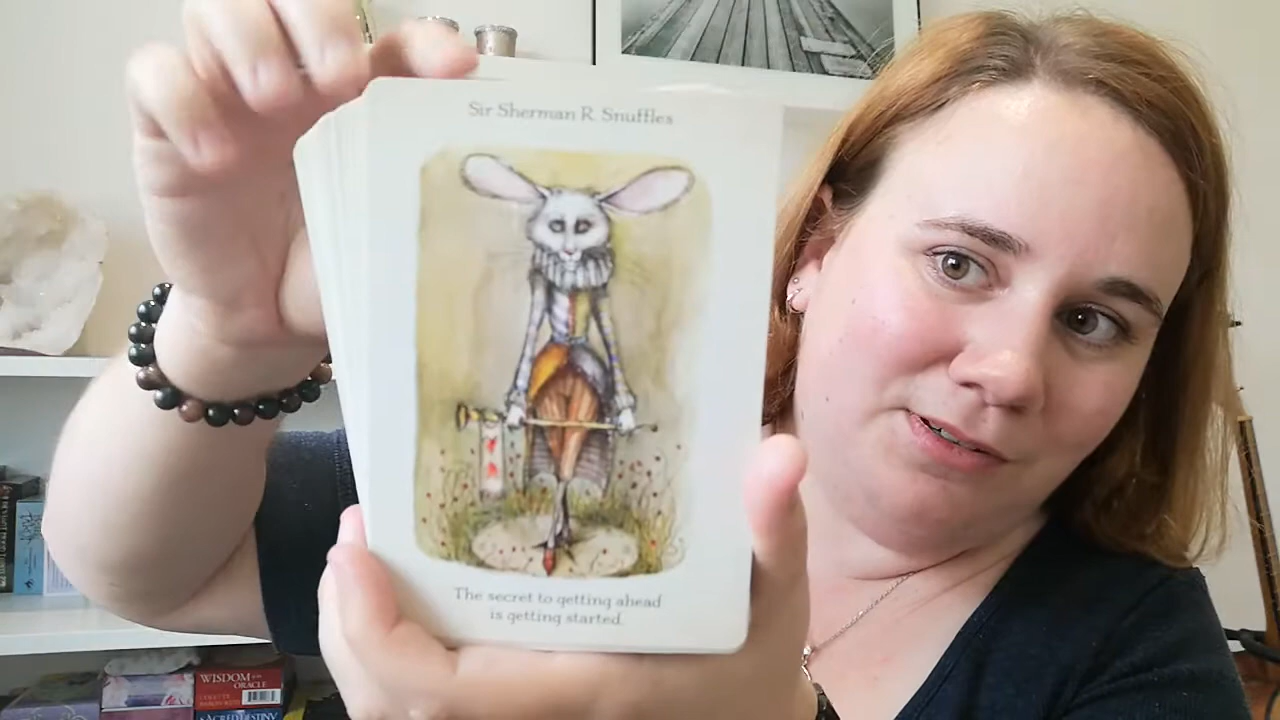 Sir Sherman R. Snuffles
The secret to getting ahead
is getting started.
WISDOM
ORACLE
SACRED DESTINY